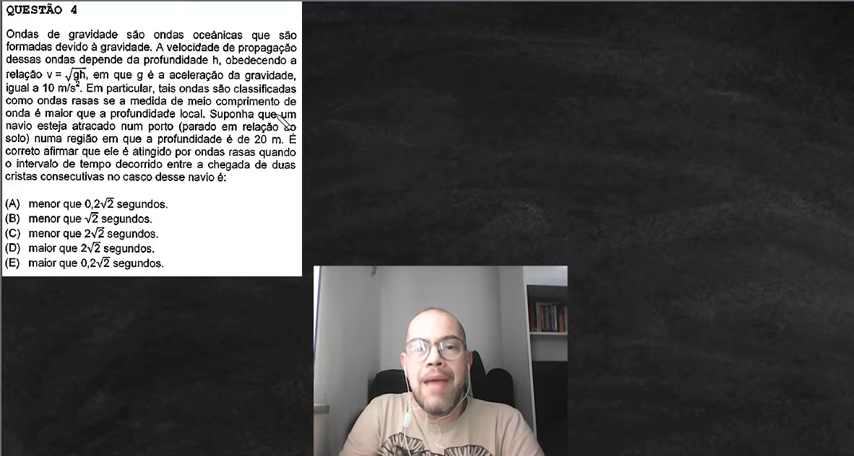 QUESTÃO 4
Ondas de gravidade são ondas oceânicas que são
formadas devido à gravidade. A velocidade de propagação
dessas ondas depende da profundidade h, obedecendo a
relação v = √gh, em que g é a aceleração da gravidade,
igual a 10 m/s². Em particular, tais ondas são classificadas
como ondas rasas se a medida de meio comprimento de
onda é maior que a profundidade local. Suponha que um
navio esteja atracado num porto (parado em relação ao
solo) numa região em que a profundidade é de 20 m. É
correto afirmar que ele é atingido por ondas rasas quando
o intervalo de tempo decorrido entre a chegada de duas
cristas consecutivas no casco desse navio é:
(A) menor que 0,2√2 segundos.
(B) menor que √2 segundos.
(C) menor que 2√2 segundos.
(D) maior que 2√2 segundos.
(E) maior que 0,2√2 segundos.